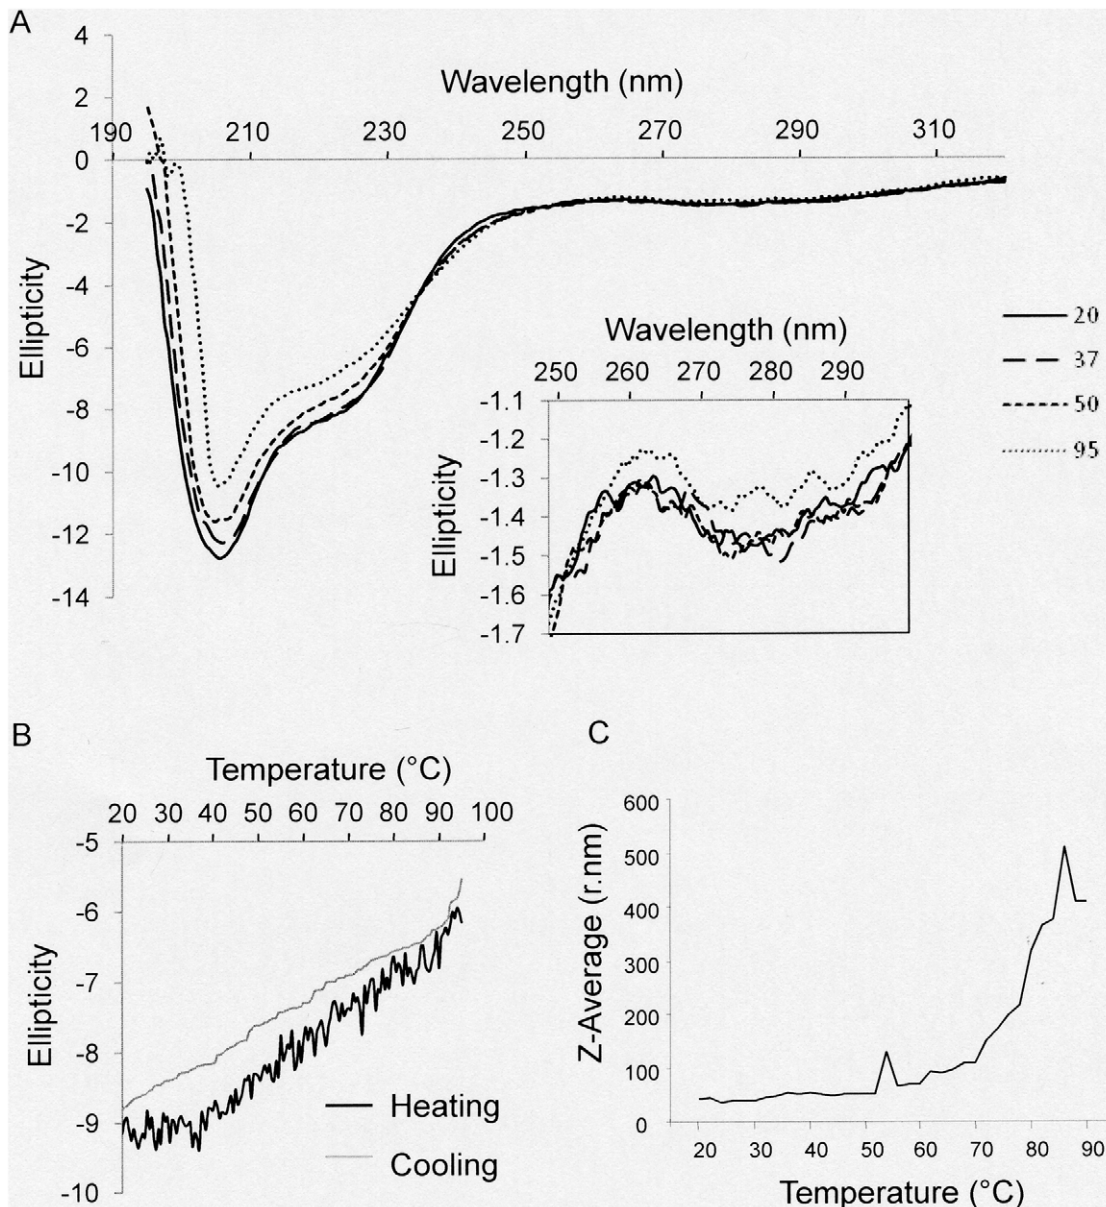 A
4
2
0
-2
-4
-6
-8
-10
-12
-14
Ellipticity
Wavelength (nm)
190 210 230 250 270 290 310
20
37
50
95
Wavelength (nm)
250 260 270 280 290
-1.1
-1.2
-1.3
-1.4
-1.5
-1.6
-1.7
Ellipticity
B
Temperature (°C)
20 30 40 50 60 70 80 90 100
-5
-6
-7
-8
-9
-10
Ellipticity
Heating
Cooling
C
600
500
400
300
200
100
0
Z-Average (r.nm)
20 30 40 50 60 70 80 90
Temperature (°C)